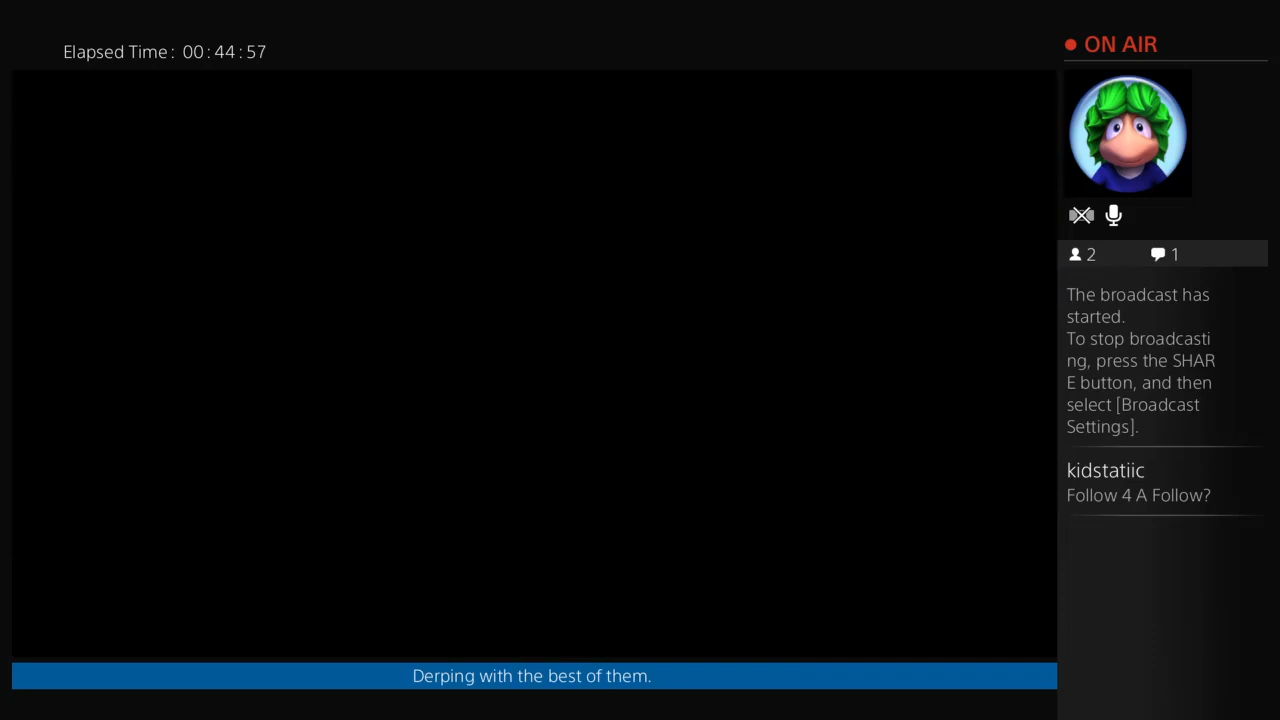 Elapsed Time: 00:44:57
ON AIR
2 1
The broadcast has
started.
To stop broadcasti
ng, press the SHAR
E button, and then
select [Broadcast
Settings].
kidstatiic
Follow 4 A Follow?
Derping with the best of them.